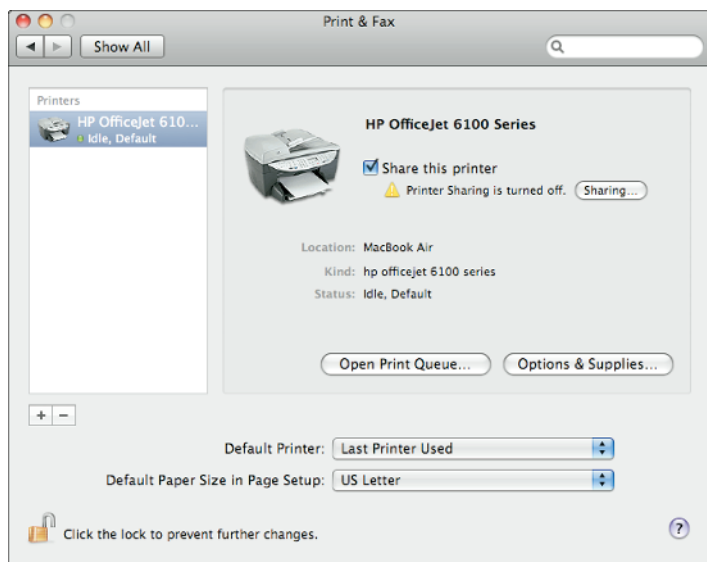 Print & Fax
Show All
Printers
HP OfficeJet 610...
Idle, Default
HP OfficeJet 6100 Series
Share this printer
Printer Sharing is turned off. Sharing...
Location: MacBook Air
Kind: hp officejet 6100 series
Status: Idle, Default
Open Print Queue... Options & Supplies...
+ −
Default Printer: Last Printer Used
Default Paper Size in Page Setup: US Letter
Click the lock to prevent further changes. ?